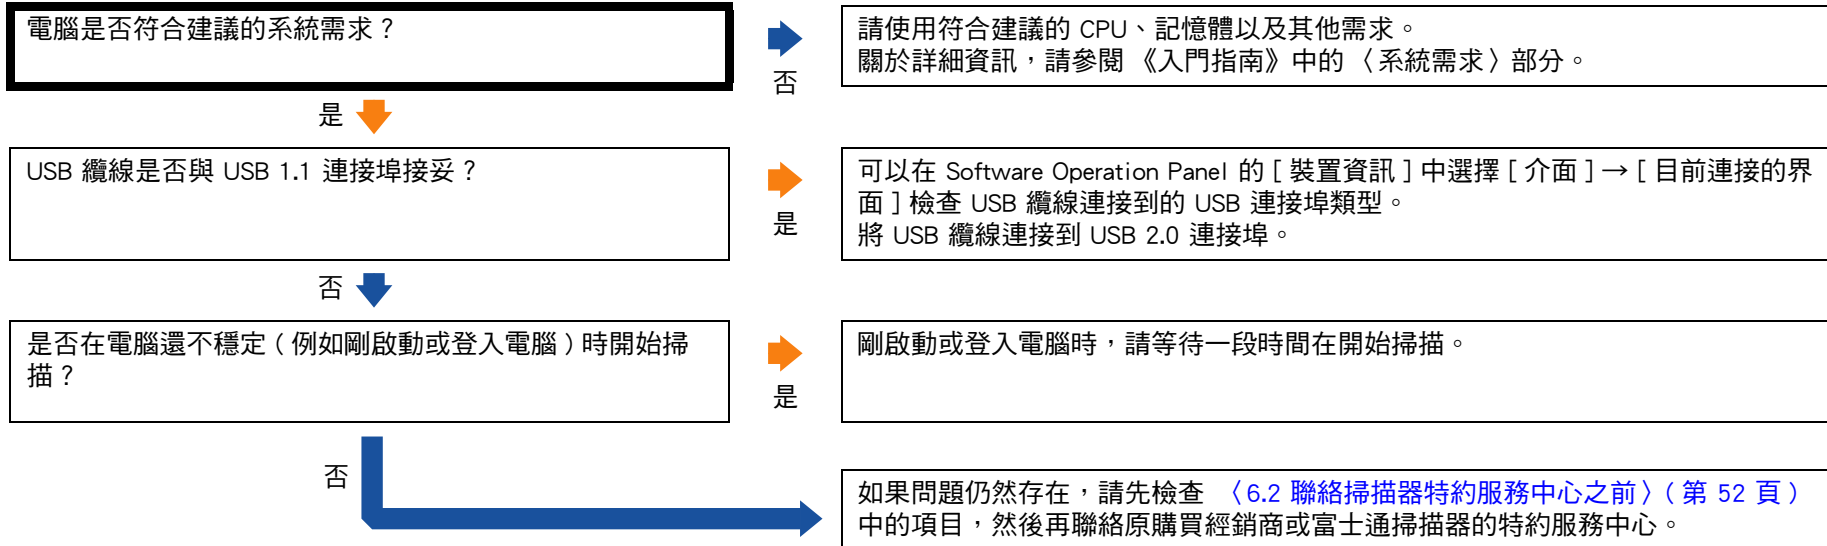 電腦是否符合建議的系統需求？
否
請使用符合建議的 CPU、記憶體以及其他需求。
關於詳細資訊，請參閱 《入門指南》中的 〈系統需求〉部分。
是
USB 纜線是否與 USB 1.1 連接埠接妥？
是
可以在 Software Operation Panel 的 [ 裝置資訊 ] 中選擇 [ 介面 ] → [ 目前連接的界
面 ] 檢查 USB 纜線連接到的 USB 連接埠類型。
將 USB 纜線連接到 USB 2.0 連接埠。
否
是否在電腦還不穩定 ( 例如剛啟動或登入電腦 ) 時開始掃
描？
是
剛啟動或登入電腦時，請等待一段時間在開始掃描。
否
如果問題仍然存在，請先檢查 〈6.2 聯絡掃描器特約服務中心之前〉( 第 52 頁 )
中的項目，然後再聯絡原購買經銷商或富士通掃描器的特約服務中心。